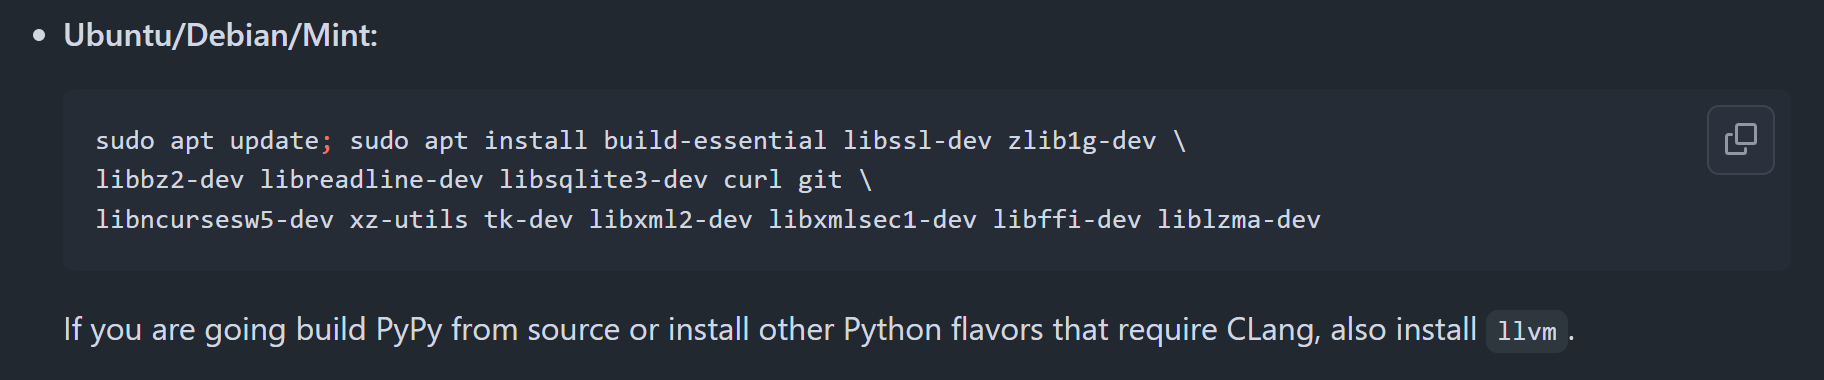 • Ubuntu/Debian/Mint:
sudo apt update; sudo apt install build-essential libssl-dev zlib1g-dev \
libbz2-dev libreadline-dev libsqlite3-dev curl git \
libncursesw5-dev xz-utils tk-dev libxml2-dev libxmlsec1-dev libffi-dev liblzma-dev
If you are going build PyPy from source or install other Python flavors that require CLang, also install llvm.